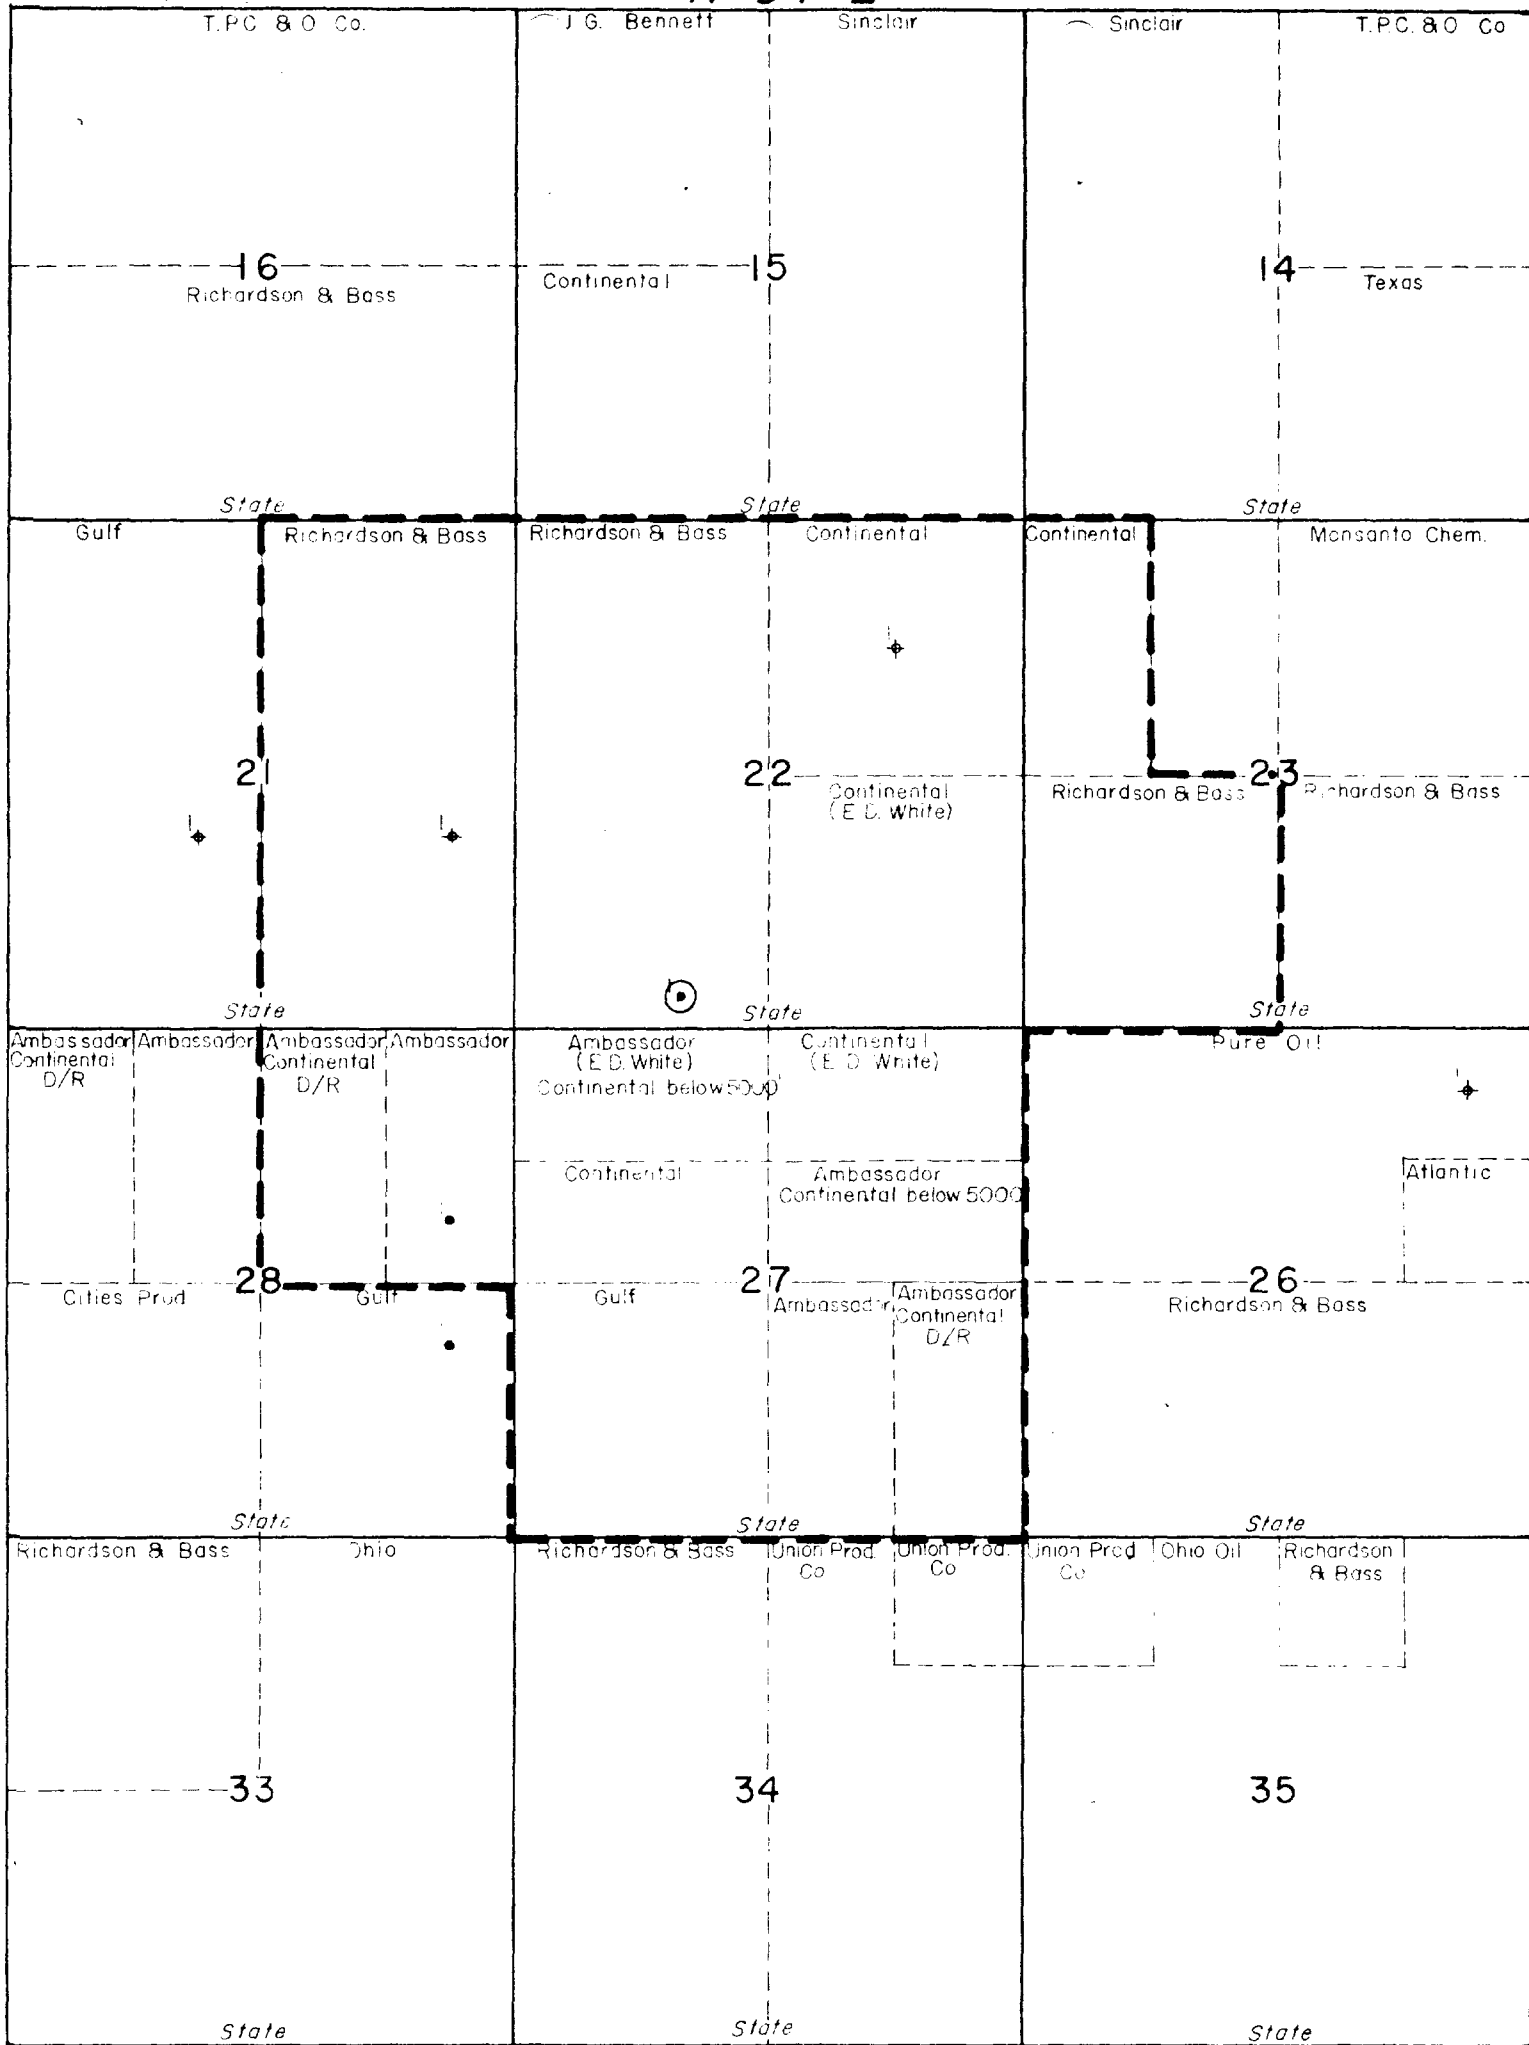 T.P.C. & O. Co.
J. G. Bennett
Sinclair
Sinclair
T.P.C. & O. Co
16
15
14
Richardson & Bass
Continental
Texas
State
State
State
Gulf
Richardson & Bass
Richardson & Bass
Continental
Continental
Monsanto Chem.
1
21
22
23
Continental
(E. D. White)
Richardson & Bass
Richardson & Bass
1
1
State
State
State
Ambassador
Continental
D/R
Ambassador
Ambassador
Continental
D/R
Ambassador
Ambassador
(E.D. White)
Continental below 5000'
Continental
(E. D. White)
Pure Oil
Continental
Ambassador
Continental below 5000'
Atlantic
28
27
26
Cities Prod
Gulf
Gulf
Ambassador
Ambassador
Continental
D/R
Richardson & Bass
State
State
State
Richardson & Bass
Ohio
Richardson & Bass
Union Prod.
Co
Union Prod.
Co
Union Prod
Co
Ohio Oil
Richardson
& Bass
33
34
35
State
State
State